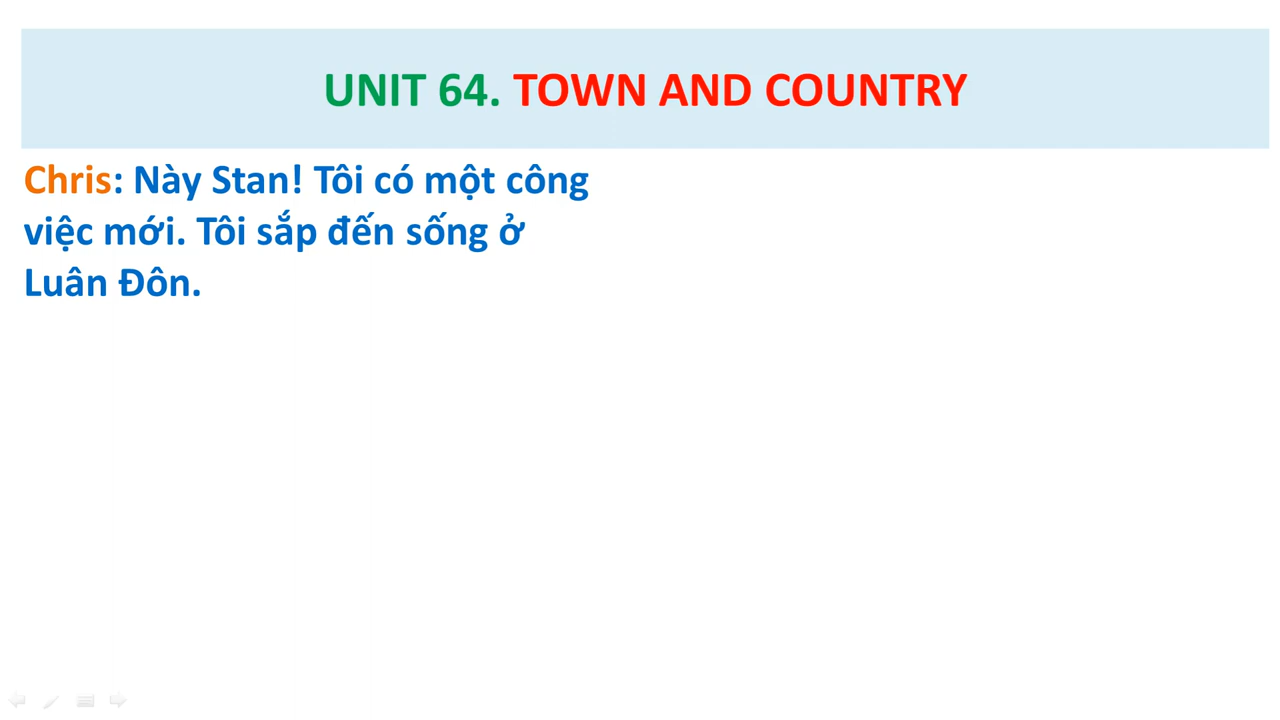 UNIT 64. TOWN AND COUNTRY
Chris: Này Stan! Tôi có một công
việc mới. Tôi sắp đến sống ở
Luân Đôn.